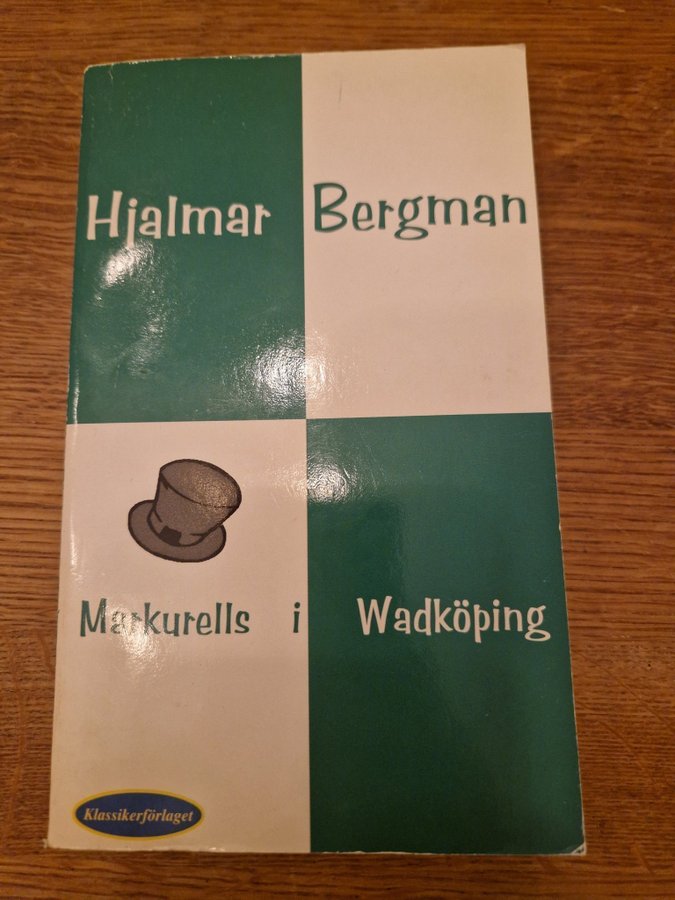 Hjalmar Bergman
Markurells i Wadköping
Klassikerförlaget